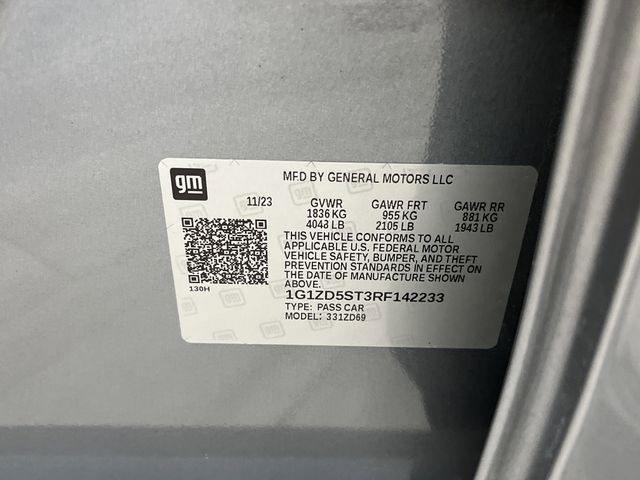 gm
MFD BY GENERAL MOTORS LLC
11/23 GVWR GAWR FRT GAWR RR
1836 KG 955 KG 881 KG
4048 LB 2105 LB 1943 LB
THIS VEHICLE CONFORMS TO ALL
APPLICABLE U.S. FEDERAL MOTOR
VEHICLE SAFETY, BUMPER, AND THEFT
PREVENTION STANDARDS IN EFFECT ON
THE DATE OF MANUFACTURE SHOWN
ABOVE.
130H
1G1ZD5ST3RF142233
TYPE: PASS CAR
MODEL: 331ZD69